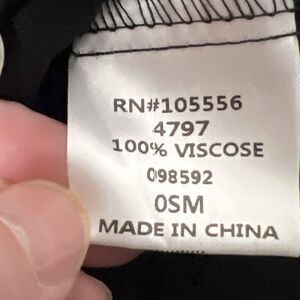 RN#105556
4797
100% VISCOSE
098592
0SM
MADE IN CHINA